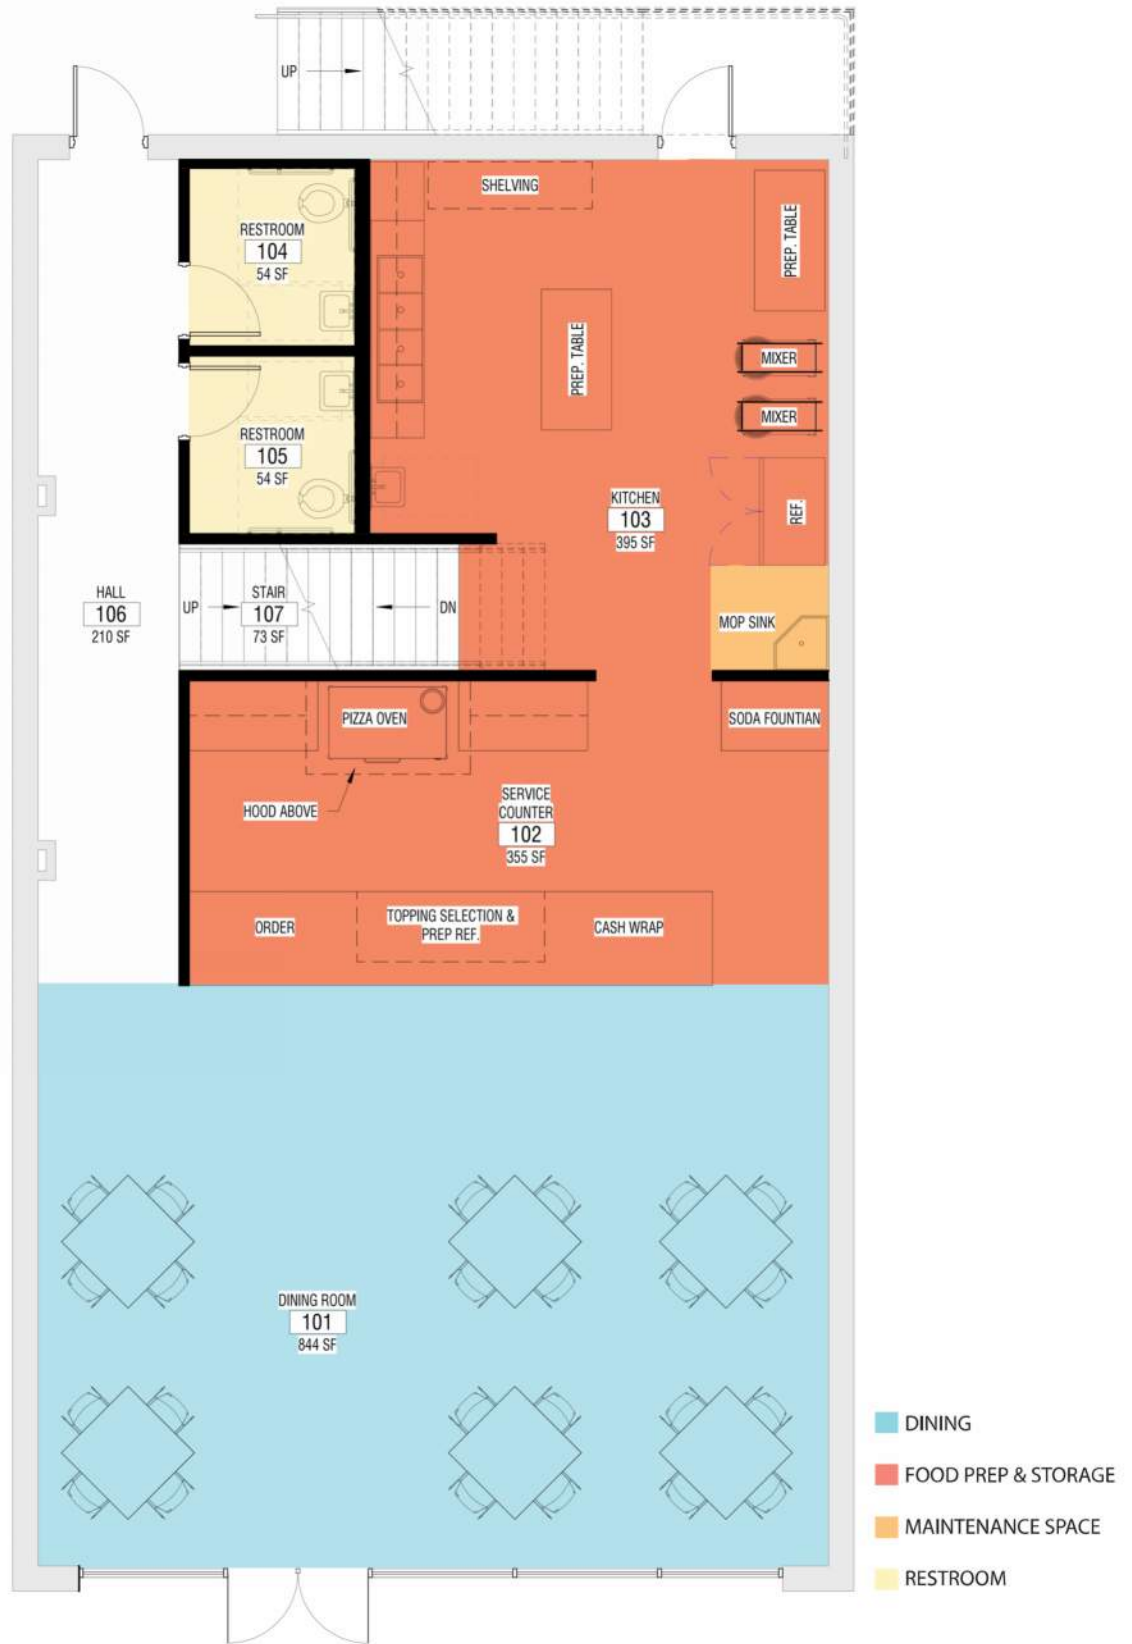 UP
SHELVING
PREP. TABLE
RESTROOM
104
54 SF
PREP. TABLE
MIXER
MIXER
RESTROOM
105
54 SF
KITCHEN
103
395 SF
REF.
HALL
106
210 SF
UP
STAIR
107
73 SF
DN
MOP SINK
PIZZA OVEN
SODA FOUNTIAN
HOOD ABOVE
SERVICE
COUNTER
102
355 SF
ORDER
TOPPING SELECTION &
PREP REF.
CASH WRAP
DINING ROOM
101
844 SF
DINING
FOOD PREP & STORAGE
MAINTENANCE SPACE
RESTROOM